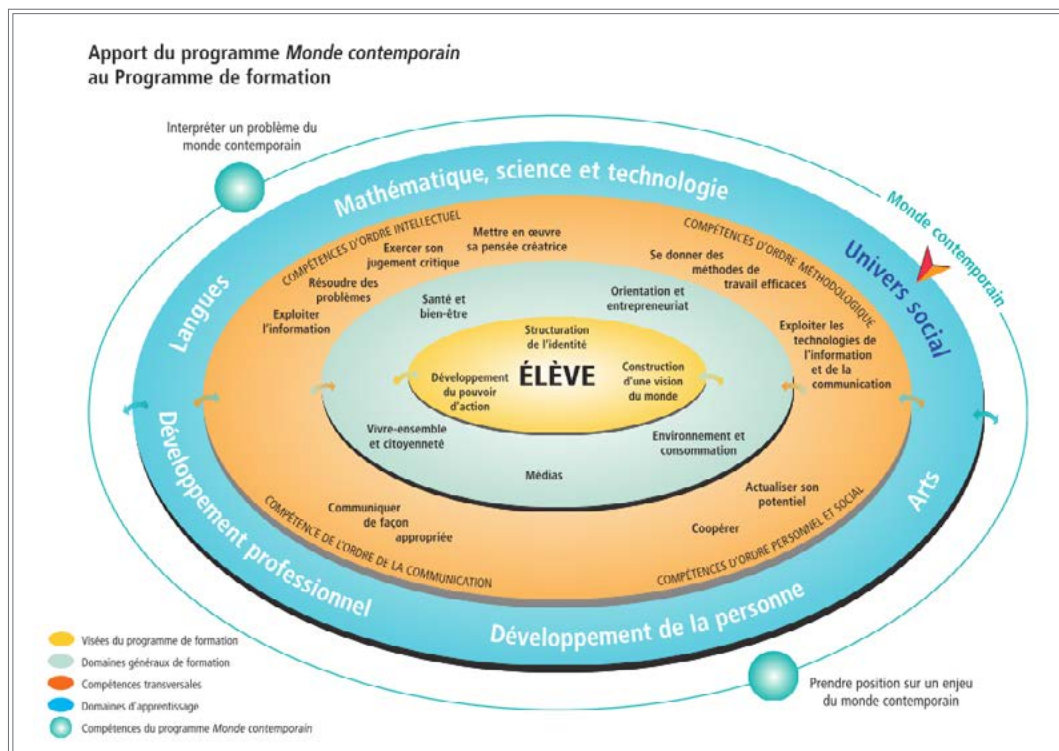 Apport du programme Monde contemporain
au Programme de formation
Interpréter un problème du
monde contemporain
Monde contemporain
Mathématique, science et technologie
Langues
Univers social
Développement professionnel
Développement de la personne
Arts
COMPÉTENCES D'ORDRE INTELLECTUEL
Mettre en œuvre
sa pensée créatrice
Exercer son
jugement critique
Résoudre des
problèmes
Exploiter
l'information
COMPÉTENCES D'ORDRE MÉTHODOLOGIQUE
Se donner des
méthodes de
travail efficaces
Exploiter les
technologies de
l'information
et de la
communication
Santé et
bien-être
Orientation et
entrepreneuriat
Structuration
de l'identité
ÉLÈVE
Développement
du pouvoir
d'action
Construction
d'une vision
du monde
Vivre-ensemble
et citoyenneté
Environnement et
consommation
Médias
Communiquer
de façon
appropriée
COMPÉTENCE DE L'ORDRE DE LA COMMUNICATION
Actualiser son
potentiel
Coopérer
COMPÉTENCES D'ORDRE PERSONNEL ET SOCIAL
Visées du programme de formation
Domaines généraux de formation
Compétences transversales
Domaines d'apprentissage
Compétences du programme Monde contemporain
Prendre position sur un enjeu
du monde contemporain